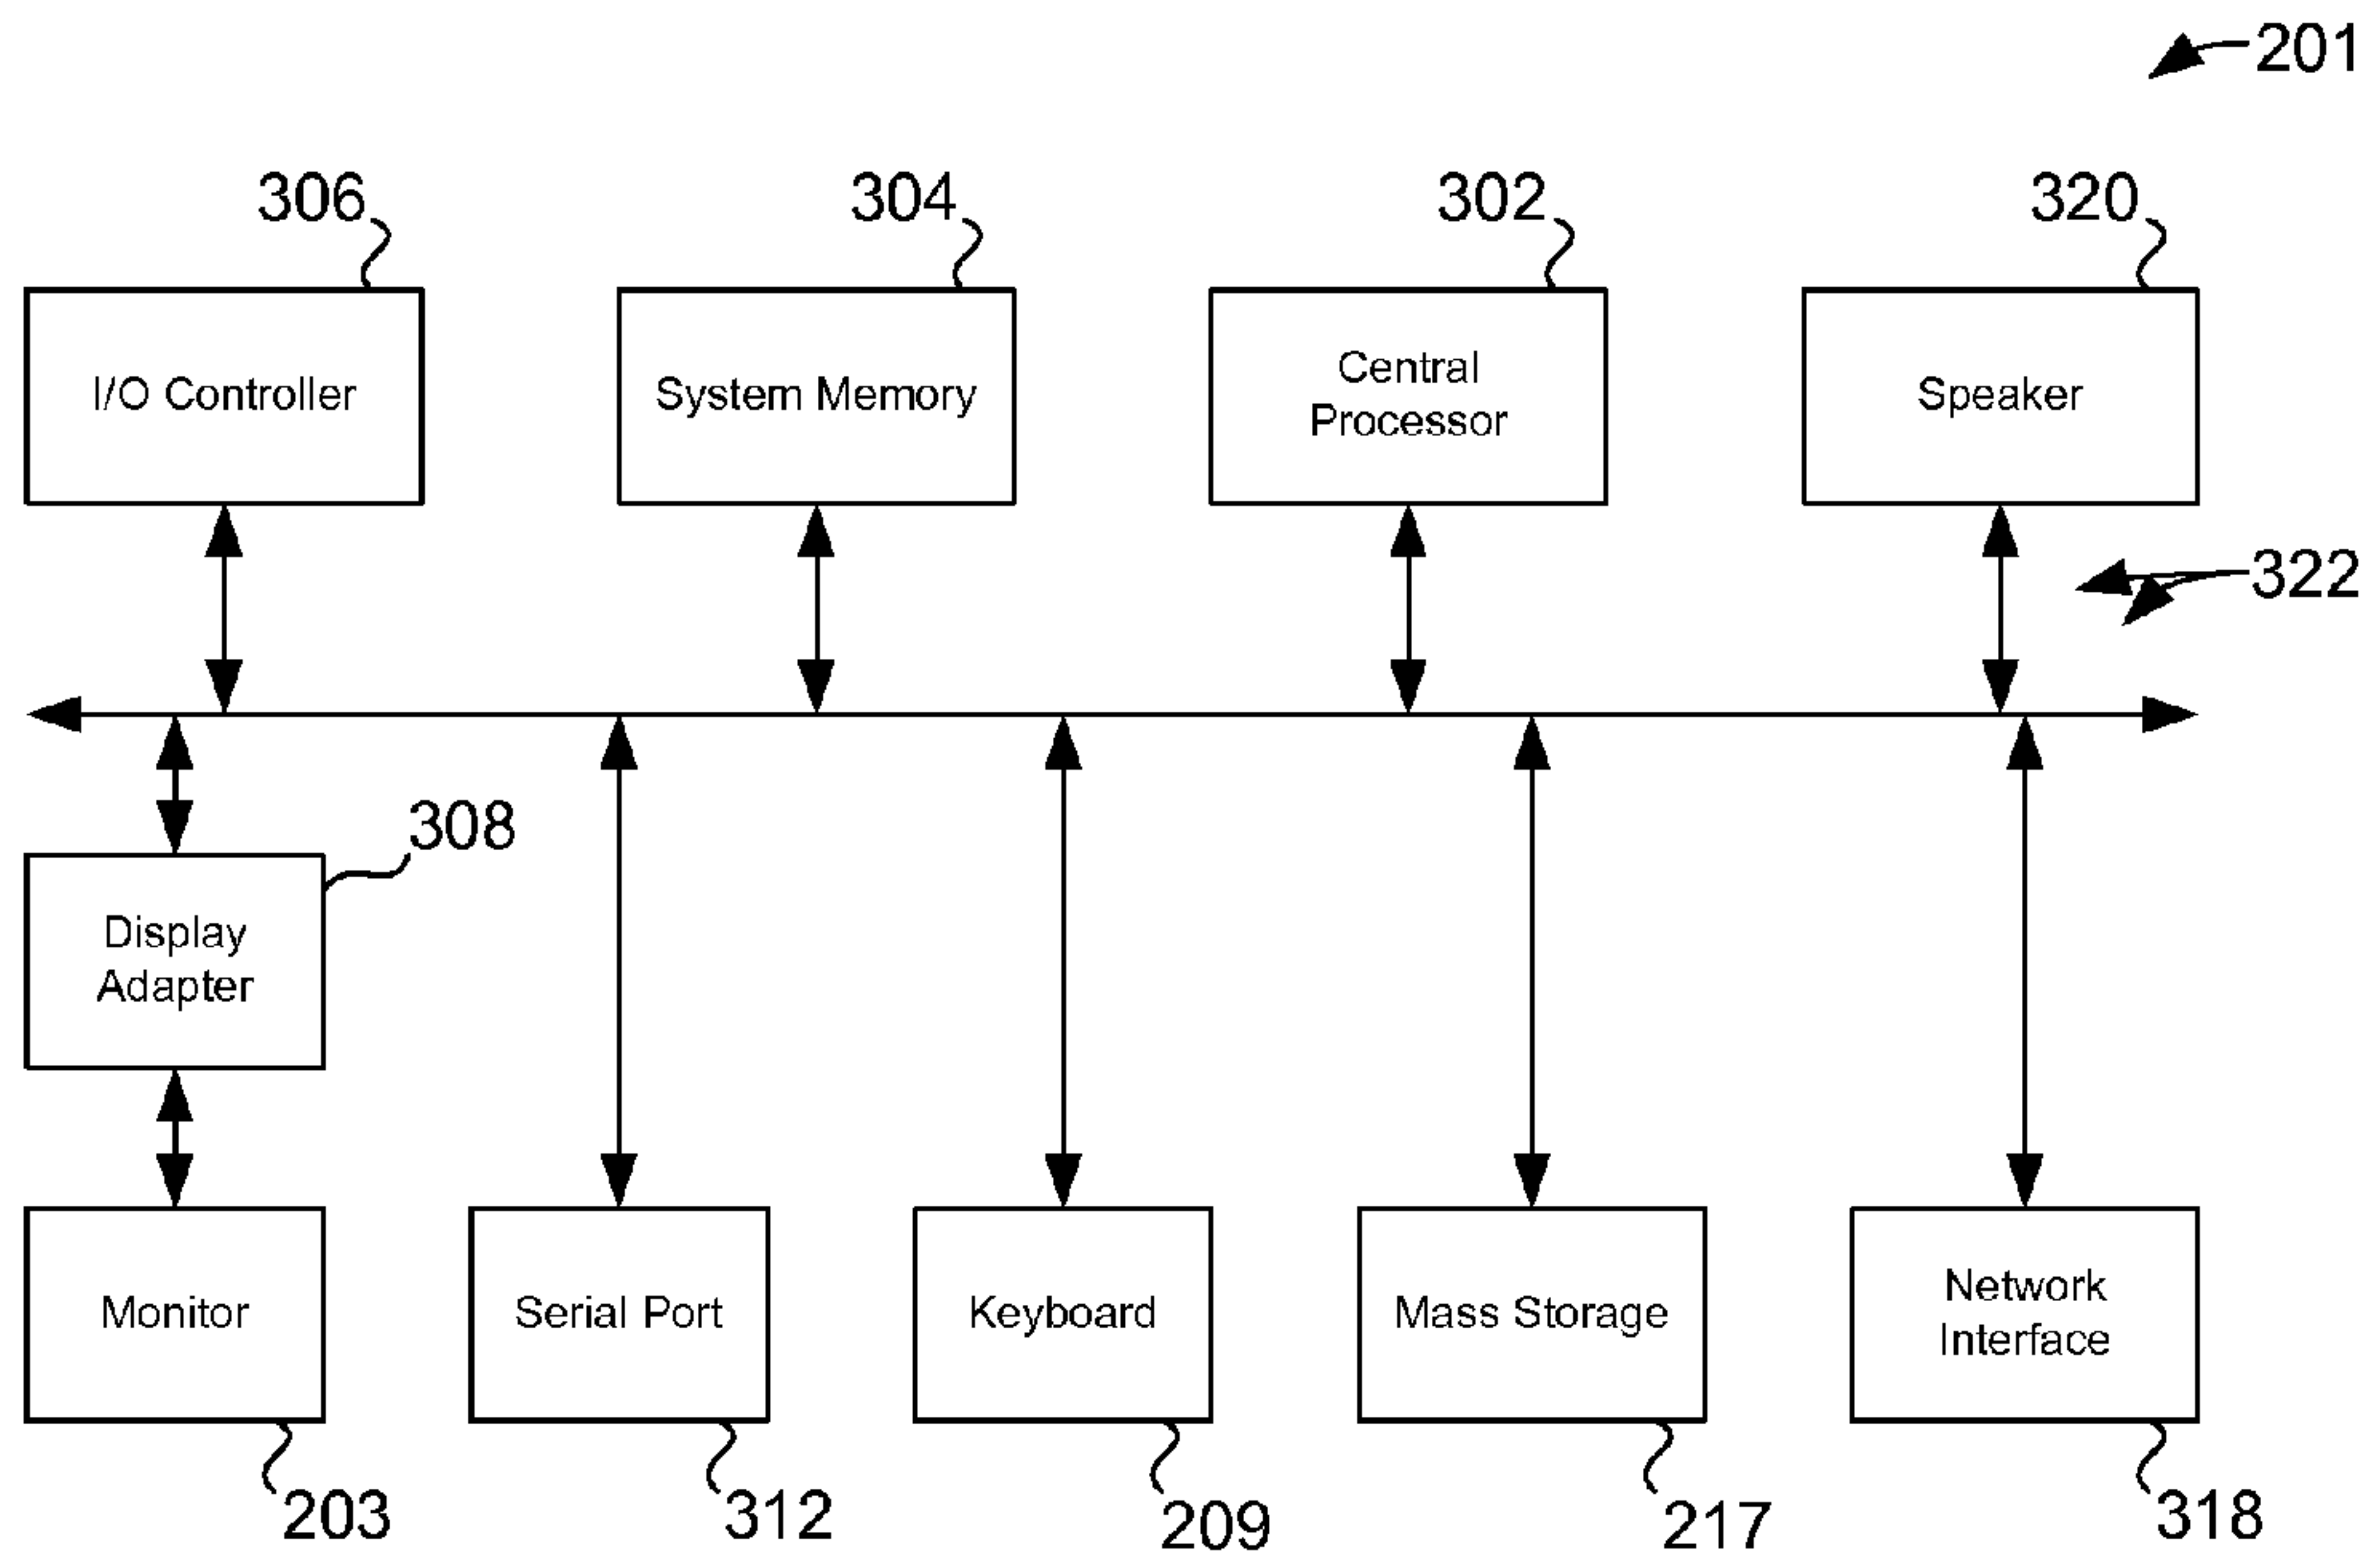 201
306
304
302
320
I/O Controller
System Memory
Central
Processor
Speaker
322
308
Display
Adapter
Monitor
Serial Port
Keyboard
Mass Storage
Network
Interface
203
312
209
217
318